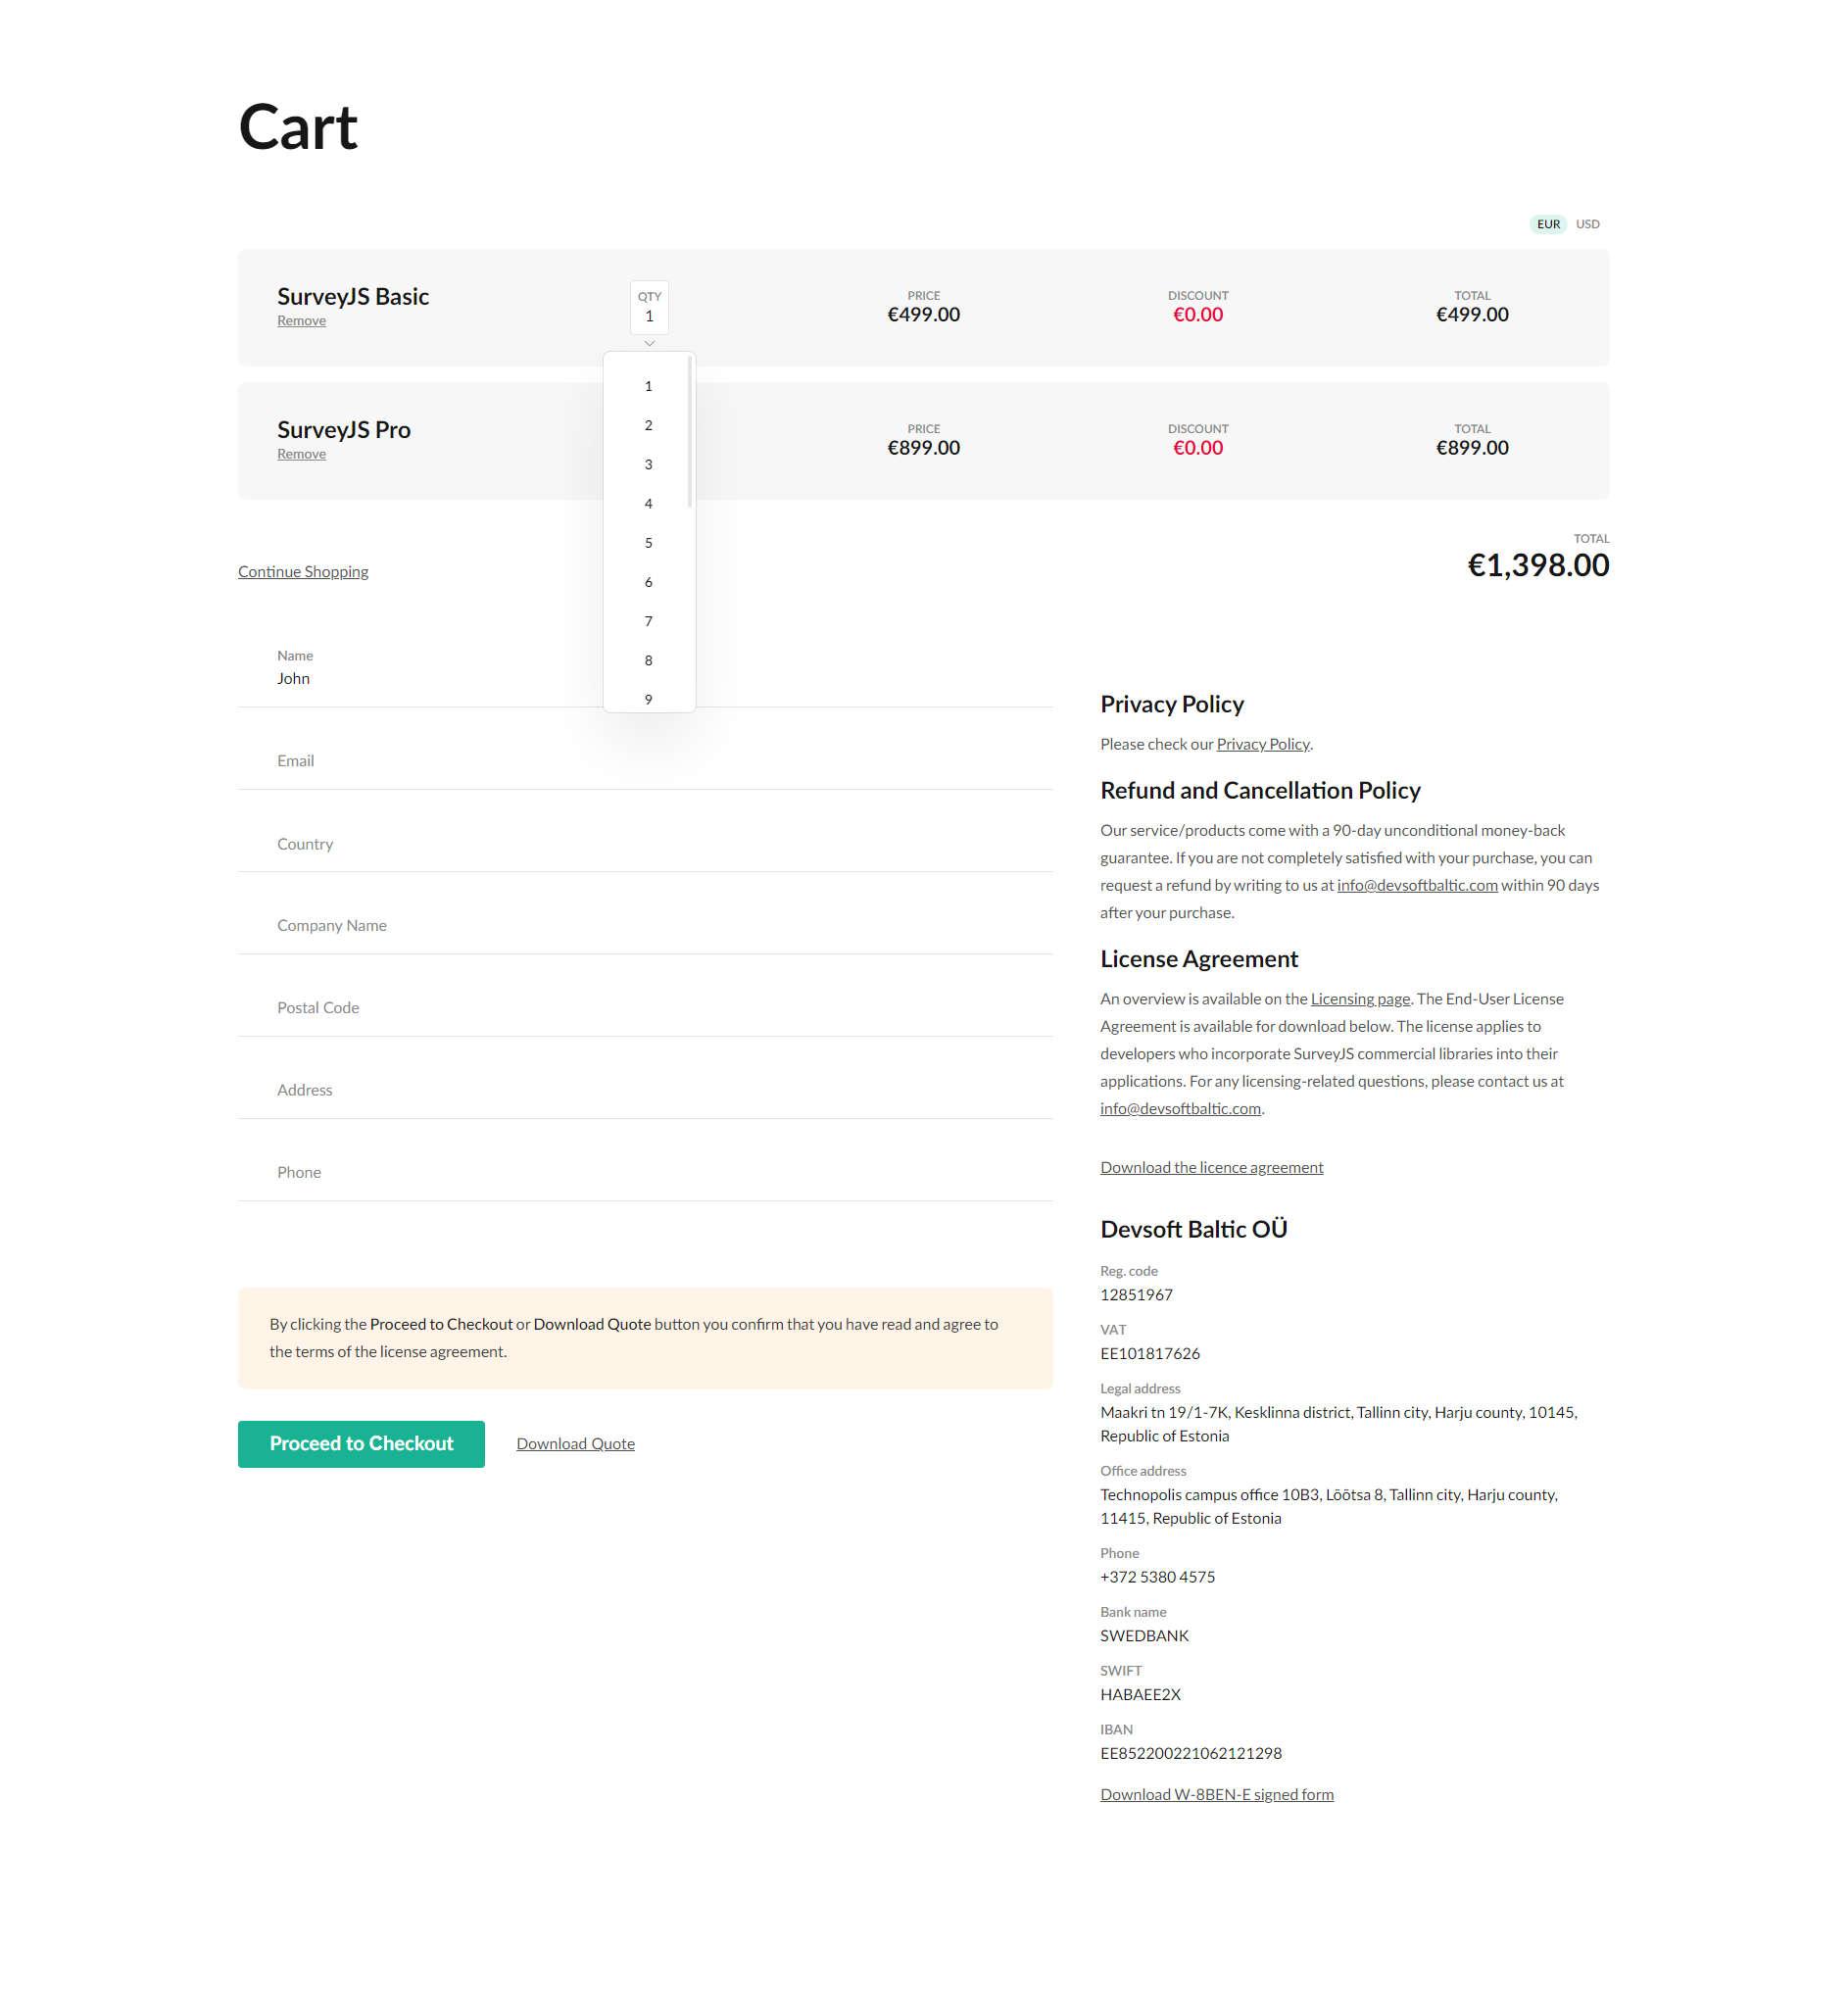 Cart
EUR USD
SurveyJS Basic
Remove
QTY
1
PRICE
€499.00
DISCOUNT
€0.00
TOTAL
€499.00
1
2
3
4
5
6
7
8
9
SurveyJS Pro
Remove
PRICE
€899.00
DISCOUNT
€0.00
TOTAL
€899.00
Continue Shopping
TOTAL
€1,398.00
Name
John
Email
Country
Company Name
Postal Code
Address
Phone
By clicking the Proceed to Checkout or Download Quote button you confirm that you have read and agree to
the terms of the license agreement.
Proceed to Checkout
Download Quote
Privacy Policy
Please check our Privacy Policy.
Refund and Cancellation Policy
Our service/products come with a 90-day unconditional money-back
guarantee. If you are not completely satisfied with your purchase, you can
request a refund by writing to us at info@devsoftbaltic.com within 90 days
after your purchase.
License Agreement
An overview is available on the Licensing page. The End-User License
Agreement is available for download below. The license applies to
developers who incorporate SurveyJS commercial libraries into their
applications. For any licensing-related questions, please contact us at
info@devsoftbaltic.com.
Download the licence agreement
Devsoft Baltic OÜ
Reg. code
12851967
VAT
EE101817626
Legal address
Maakri tn 19/1-7K, Kesklinna district, Tallinn city, Harju county, 10145,
Republic of Estonia
Office address
Technopolis campus office 10B3, Lõõtsa 8, Tallinn city, Harju county,
11415, Republic of Estonia
Phone
+372 5380 4575
Bank name
SWEDBANK
SWIFT
HABAEE2X
IBAN
EE852200221062121298
Download W-8BEN-E signed form